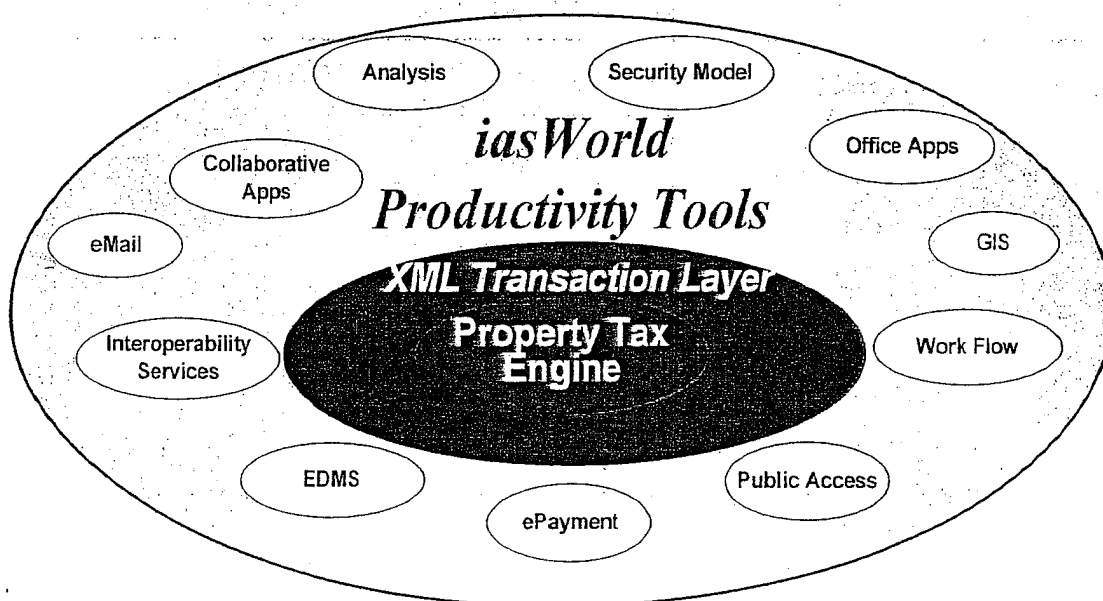 Analysis
Security Model
iasWorld
Office Apps
Collaborative
Apps
Productivity Tools
eMail
GIS
XML Transaction Layer
Property Tax
Engine
Interoperability
Services
Work Flow
EDMS
Public Access
ePayment